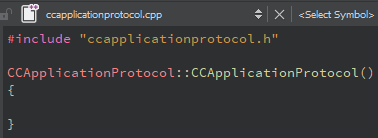 ccapplicationprotocol.cpp <Select Symbol>
#include "ccapplicationprotocol.h"
CCApplicationProtocol::CCApplicationProtocol()
{
}